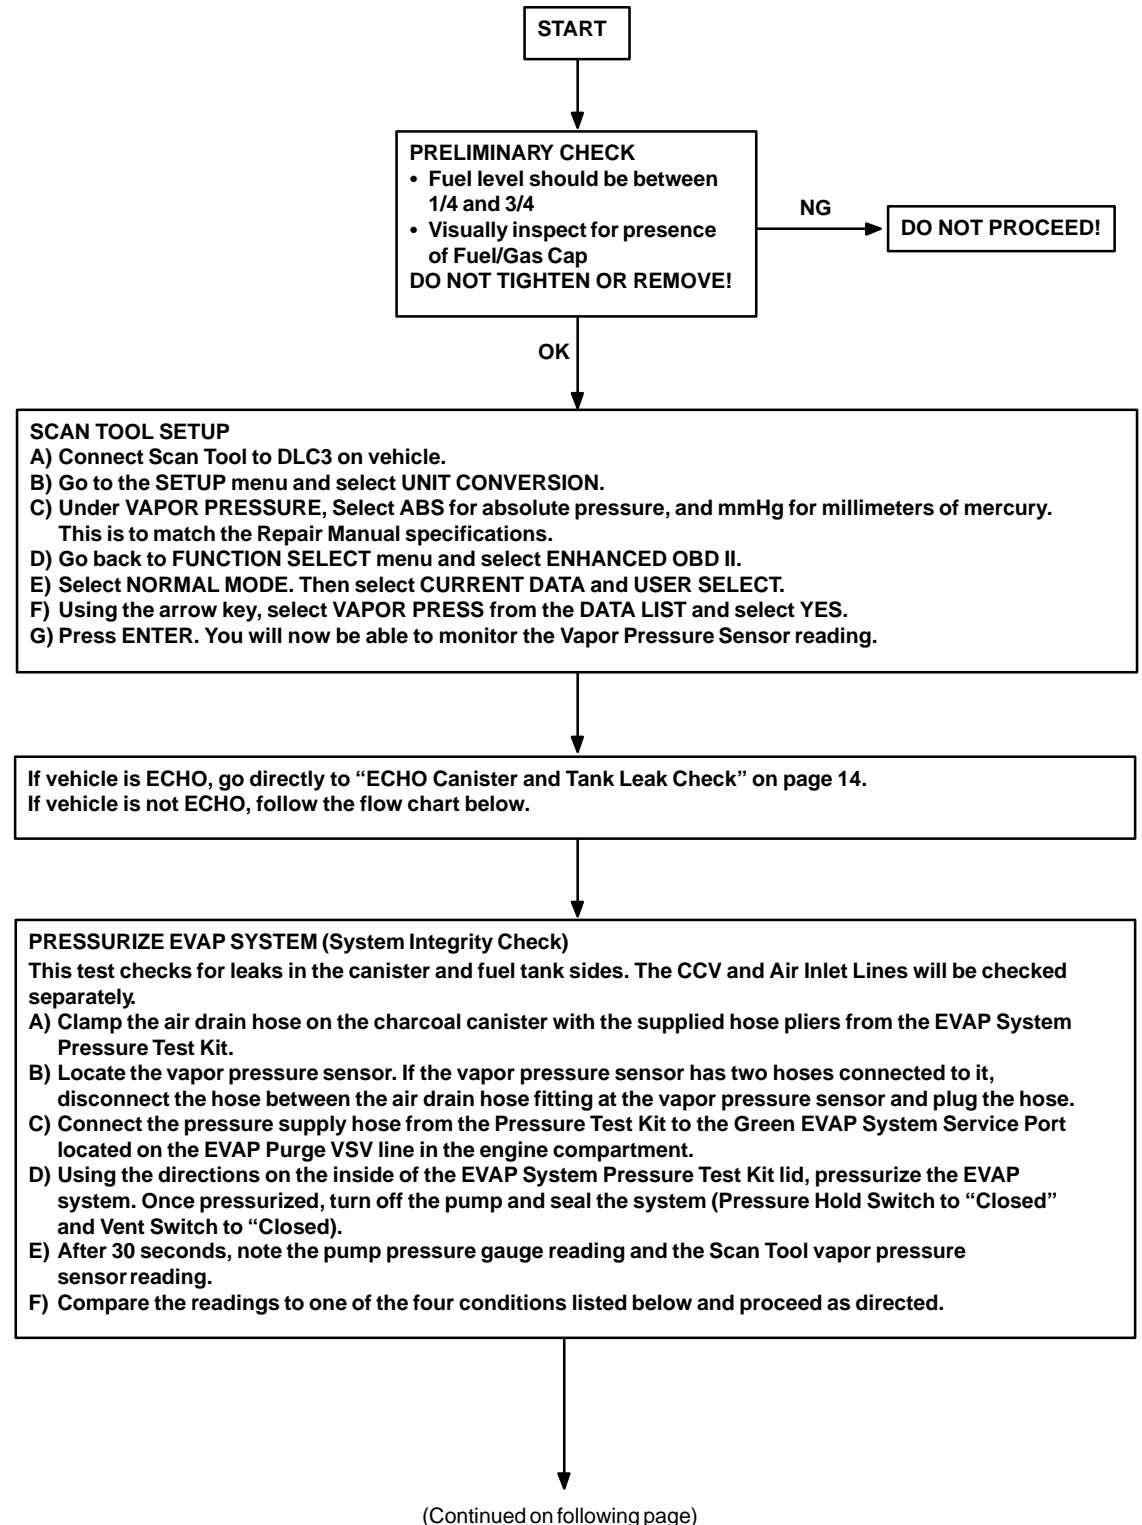 START
PRELIMINARY CHECK
• Fuel level should be between
1/4 and 3/4
• Visually inspect for presence
of Fuel/Gas Cap
DO NOT TIGHTEN OR REMOVE!
NG
DO NOT PROCEED!
OK
SCAN TOOL SETUP
A) Connect Scan Tool to DLC3 on vehicle.
B) Go to the SETUP menu and select UNIT CONVERSION.
C) Under VAPOR PRESSURE, Select ABS for absolute pressure, and mmHg for millimeters of mercury.
This is to match the Repair Manual specifications.
D) Go back to FUNCTION SELECT menu and select ENHANCED OBD II.
E) Select NORMAL MODE. Then select CURRENT DATA and USER SELECT.
F) Using the arrow key, select VAPOR PRESS from the DATA LIST and select YES.
G) Press ENTER. You will now be able to monitor the Vapor Pressure Sensor reading.
If vehicle is ECHO, go directly to “ECHO Canister and Tank Leak Check” on page 14.
If vehicle is not ECHO, follow the flow chart below.
PRESSURIZE EVAP SYSTEM (System Integrity Check)
This test checks for leaks in the canister and fuel tank sides. The CCV and Air Inlet Lines will be checked
separately.
A) Clamp the air drain hose on the charcoal canister with the supplied hose pliers from the EVAP System
Pressure Test Kit.
B) Locate the vapor pressure sensor. If the vapor pressure sensor has two hoses connected to it,
disconnect the hose between the air drain hose fitting at the vapor pressure sensor and plug the hose.
C) Connect the pressure supply hose from the Pressure Test Kit to the Green EVAP System Service Port
located on the EVAP Purge VSV line in the engine compartment.
D) Using the directions on the inside of the EVAP System Pressure Test Kit lid, pressurize the EVAP
system. Once pressurized, turn off the pump and seal the system (Pressure Hold Switch to “Closed”
and Vent Switch to “Closed).
E) After 30 seconds, note the pump pressure gauge reading and the Scan Tool vapor pressure
sensor reading.
F) Compare the readings to one of the four conditions listed below and proceed as directed.
(Continued on following page)